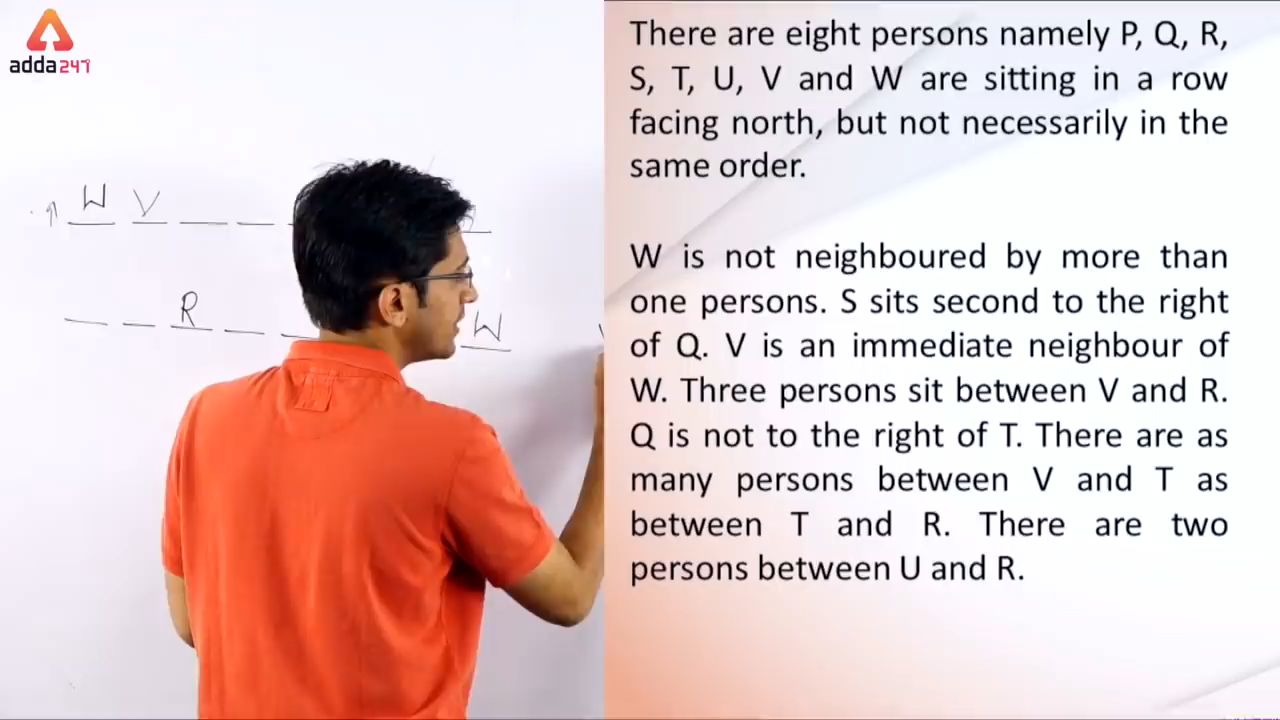 adda247
There are eight persons namely P, Q, R,
S, T, U, V and W are sitting in a row
facing north, but not necessarily in the
same order.
W is not neighboured by more than
one persons. S sits second to the right
of Q. V is an immediate neighbour of
W. Three persons sit between V and R.
Q is not to the right of T. There are as
many persons between V and T as
between T and R. There are two
persons between U and R.
W V
R W